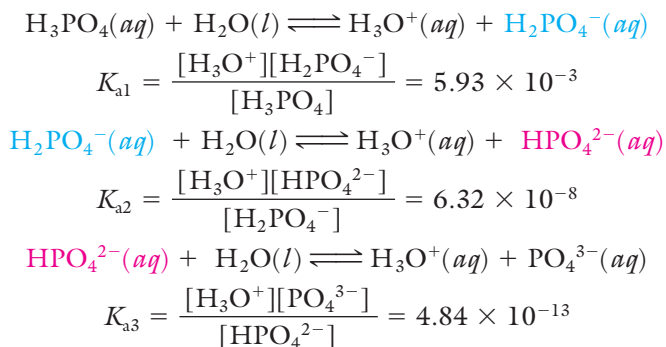 H₃PO₄(aq) + H₂O(l) ⇌ H₃O⁺(aq) + H₂PO₄⁻(aq)
Kₐ₁ = [H₃O⁺][H₂PO₄⁻] / [H₃PO₄] = 5.93 × 10⁻³
H₂PO₄⁻(aq) + H₂O(l) ⇌ H₃O⁺(aq) + HPO₄²⁻(aq)
Kₐ₂ = [H₃O⁺][HPO₄²⁻] / [H₂PO₄⁻] = 6.32 × 10⁻⁸
HPO₄²⁻(aq) + H₂O(l) ⇌ H₃O⁺(aq) + PO₄³⁻(aq)
Kₐ₃ = [H₃O⁺][PO₄³⁻] / [HPO₄²⁻] = 4.84 × 10⁻¹³